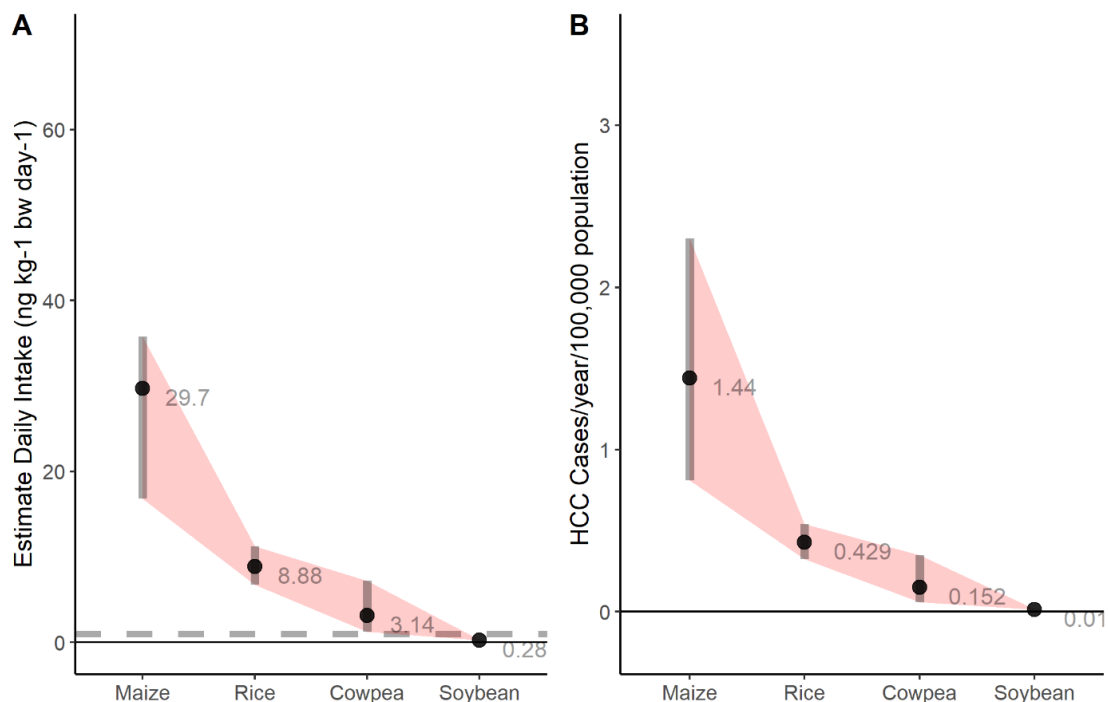 A
Estimate Daily Intake (ng kg-1 bw day-1)
60
40
20
0
29.7
8.88
3.14
0.28
Maize Rice Cowpea Soybean
B
HCC Cases/year/100,000 population
3
2
1
0
1.44
0.429
0.152
0.01
Maize Rice Cowpea Soybean